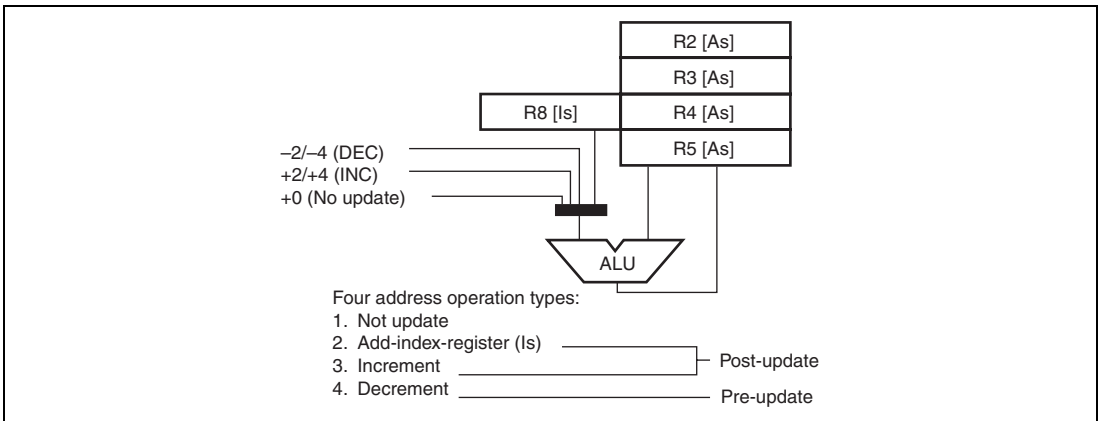 R2 [As]
R3 [As]
R8 [Is] R4 [As]
R5 [As]
–2/–4 (DEC)
+2/+4 (INC)
+0 (No update)
ALU
Four address operation types:
1. Not update
2. Add-index-register (Is)
3. Increment
Post-update
4. Decrement
Pre-update